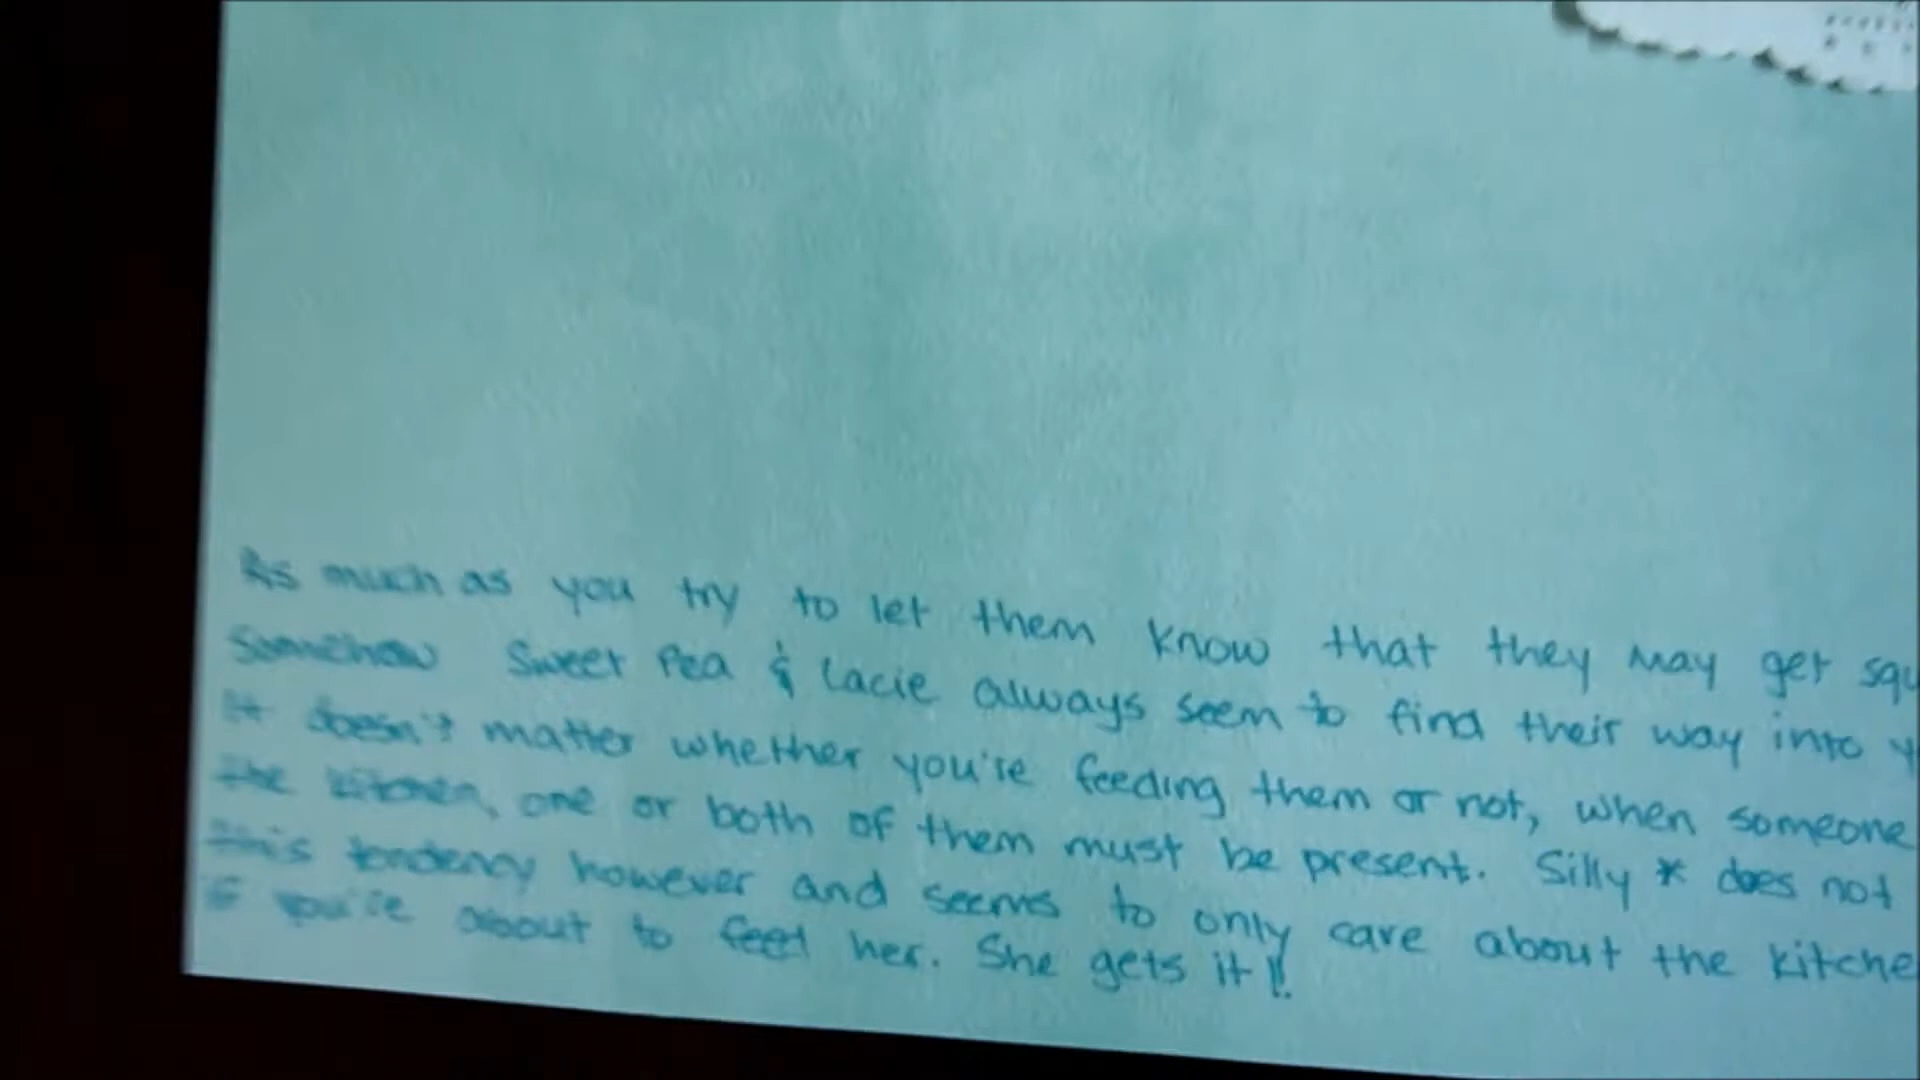 As much as you try to let them know that they may get squ
Somehow Sweet Pea & Lacie always seem to find their way into y
It doesn't matter whether you're feeding them or not, when someone
the kitchen, one or both of them must be present. Silly * does not
this tendency however and seems to only care about the kitche
if you're about to feed her. She gets it!!